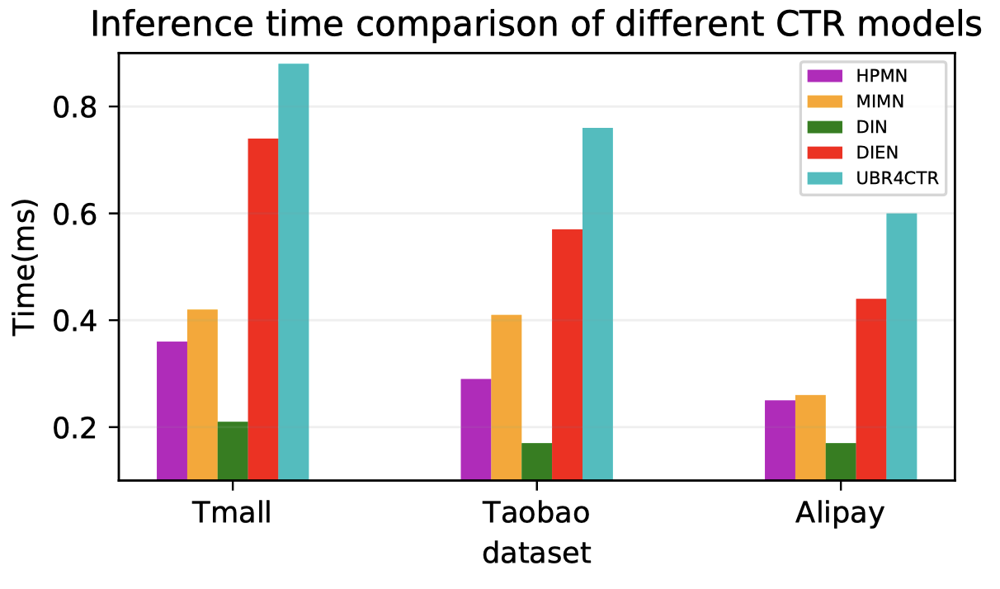 Inference time comparison of different CTR models
HPMN
MIMN
DIN
DIEN
UBR4CTR
Time(ms)
0.8
0.6
0.4
0.2
Tmall Taobao Alipay
dataset